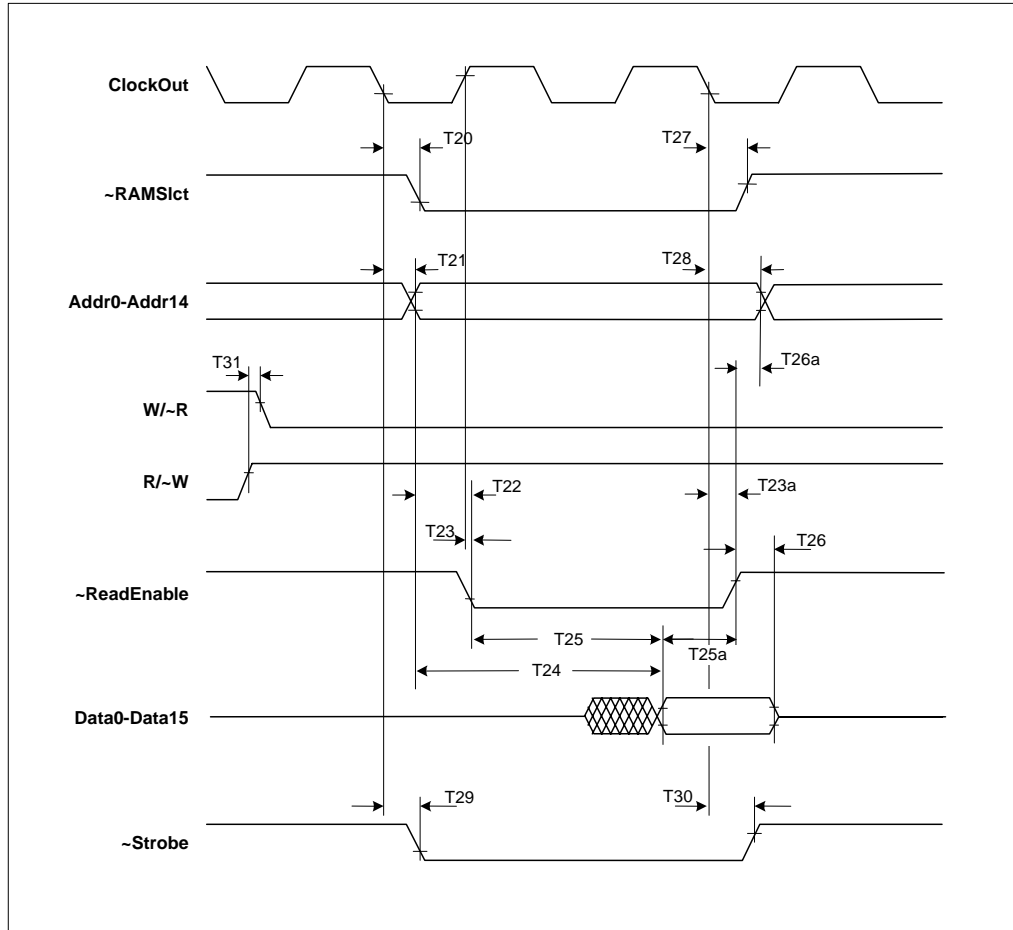 ClockOut
T20
T27
~RAMSlct
T21
T28
Addr0-Addr14
T31
T26a
W/~R
R/~W
T22
T23a
T23
T26
~ReadEnable
T25
T25a
T24
Data0-Data15
T29
T30
~Strobe